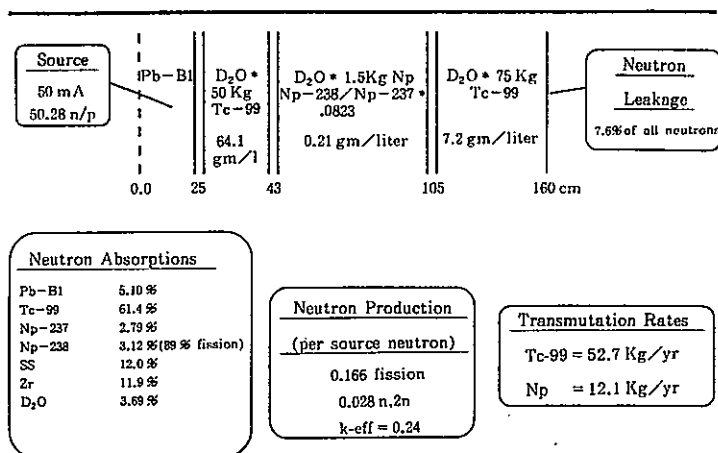 Source
50 mA
50.28 n/p
Pb-B1
D₂O *
50 Kg
Tc-99
64.1
gm/l
D₂O * 1.5Kg Np
Np-238/Np-237 *
.0823
0.21 gm/liter
D₂O * 75 Kg
Tc-99
7.2 gm/liter
Neutron
Leakage
7.6% of all neutrons
0.0 25 43 105 160 cm
Neutron Absorptions
Pb-B1 5.10 %
Tc-99 61.4 %
Np-237 2.79 %
Np-238 3.12 %(89 % fission)
SS 12.0 %
Zr 11.9 %
D₂O 3.69 %
Neutron Production
(per source neutron)
0.166 fission
0.028 n,2n
k-eff = 0.24
Transmutation Rates
Tc-99 = 52.7 Kg/yr
Np = 12.1 Kg/yr